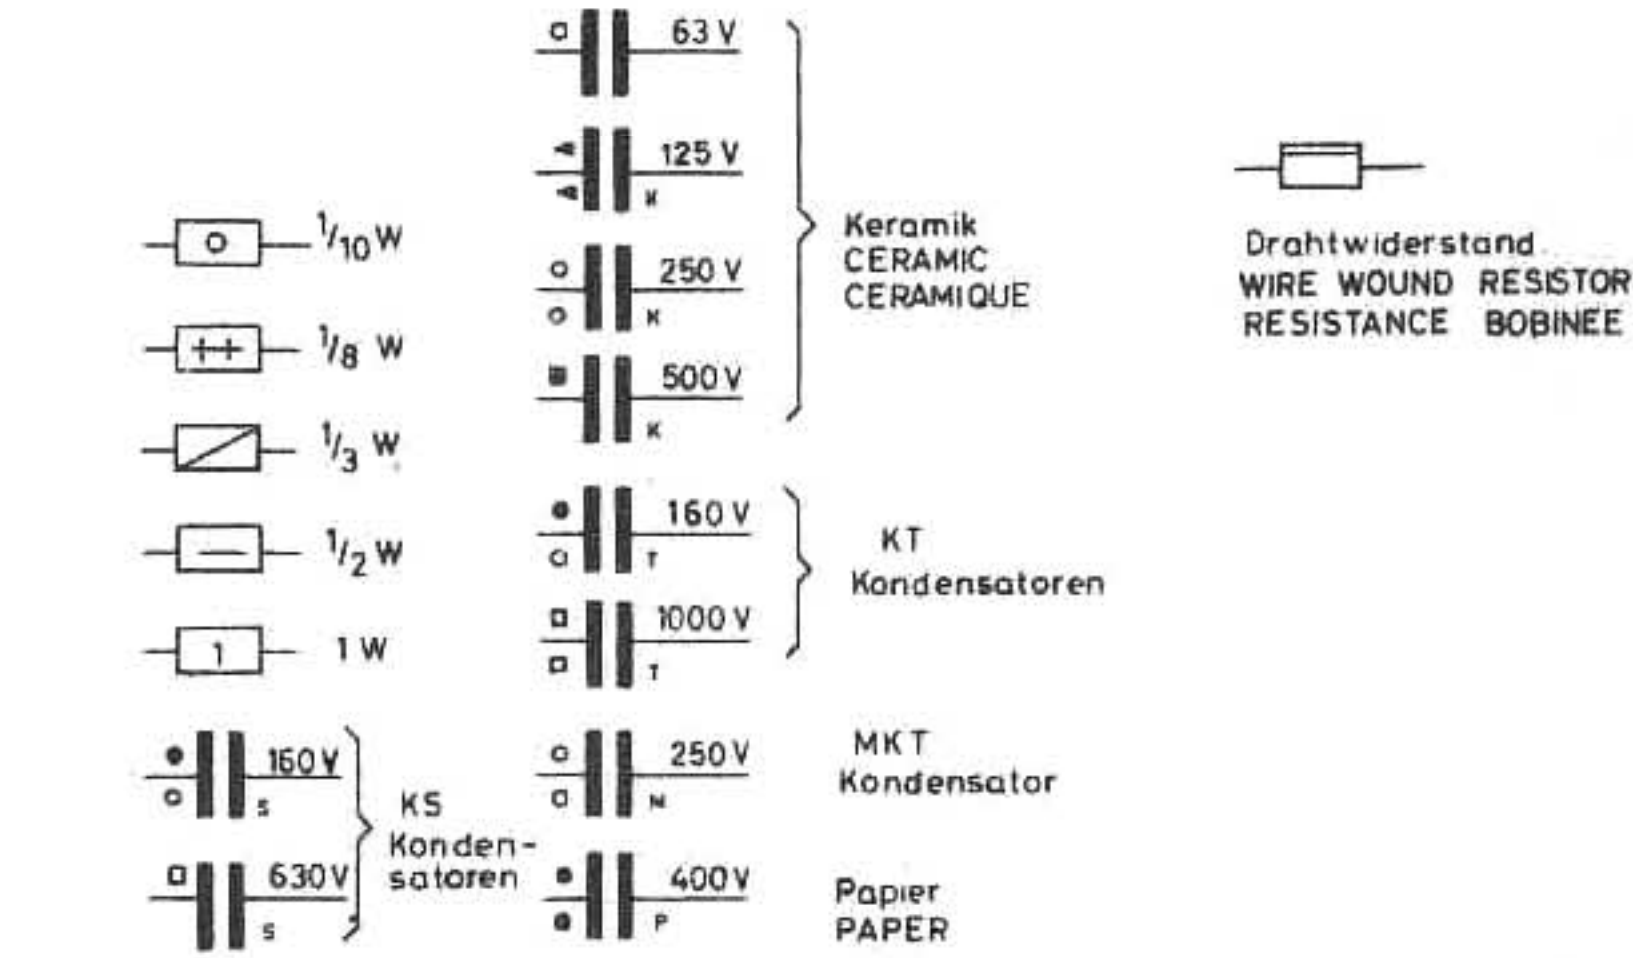 1/10 W
1/8 W
1/3 W
1/2 W
1
1 W
160 V
S
630 V
S
KS
Konden-
satoren
63 V
125 V
K
250 V
K
500 V
K
Keramik
CERAMIC
CERAMIQUE
160 V
T
1000 V
T
KT
Kondensatoren
250 V
M
MKT
Kondensator
400 V
P
Papier
PAPER
Drahtwiderstand
WIRE WOUND RESISTOR
RESISTANCE BOBINEE